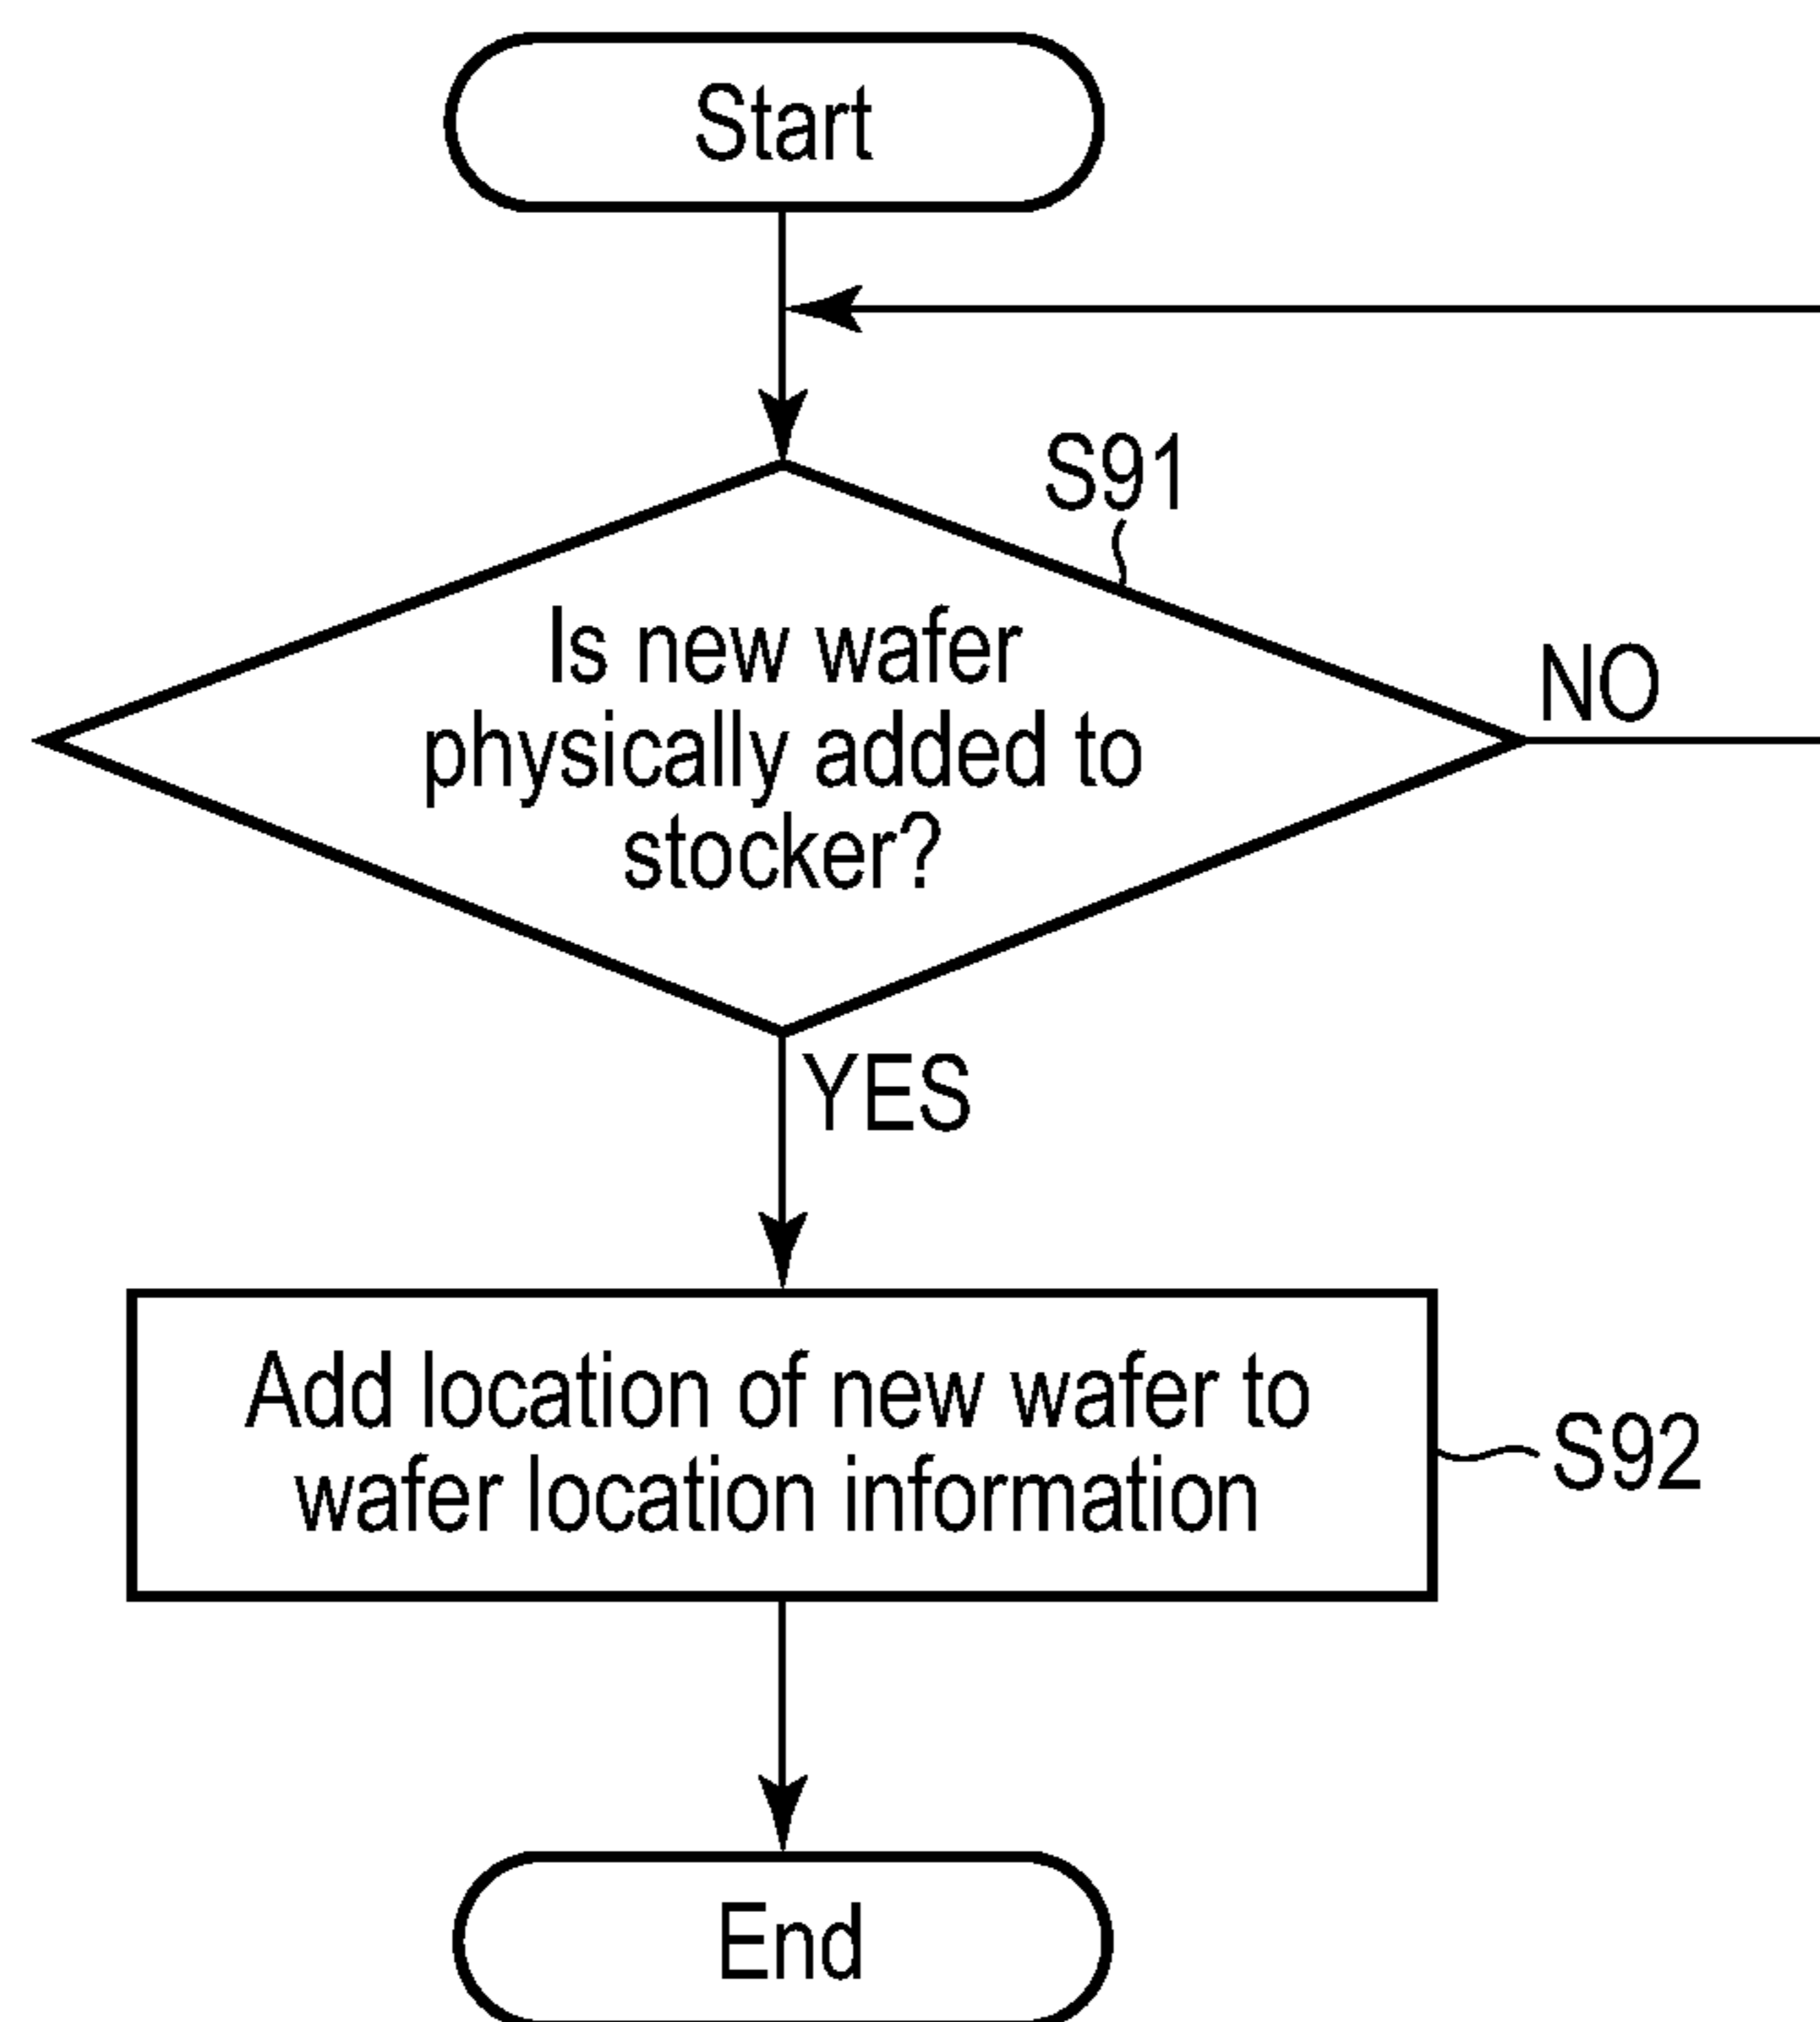 Start
S91
Is new wafer
physically added to
stocker?
NO
YES
Add location of new wafer to
wafer location information
S92
End